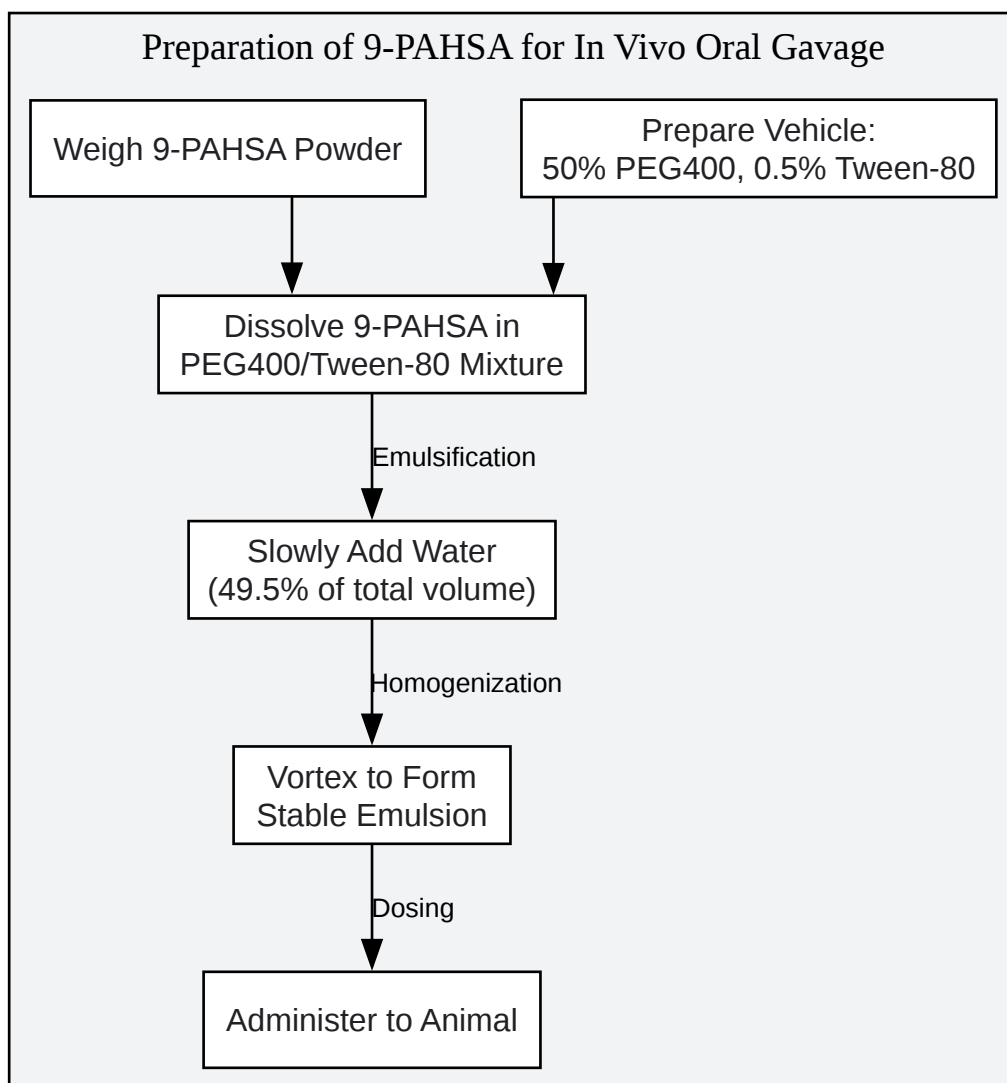 Preparation of 9-PAHSA for In Vivo Oral Gavage
Weigh 9-PAHSA Powder
Prepare Vehicle:
50% PEG400, 0.5% Tween-80
Dissolve 9-PAHSA in
PEG400/Tween-80 Mixture
Emulsification
Slowly Add Water
(49.5% of total volume)
Homogenization
Vortex to Form
Stable Emulsion
Dosing
Administer to Animal